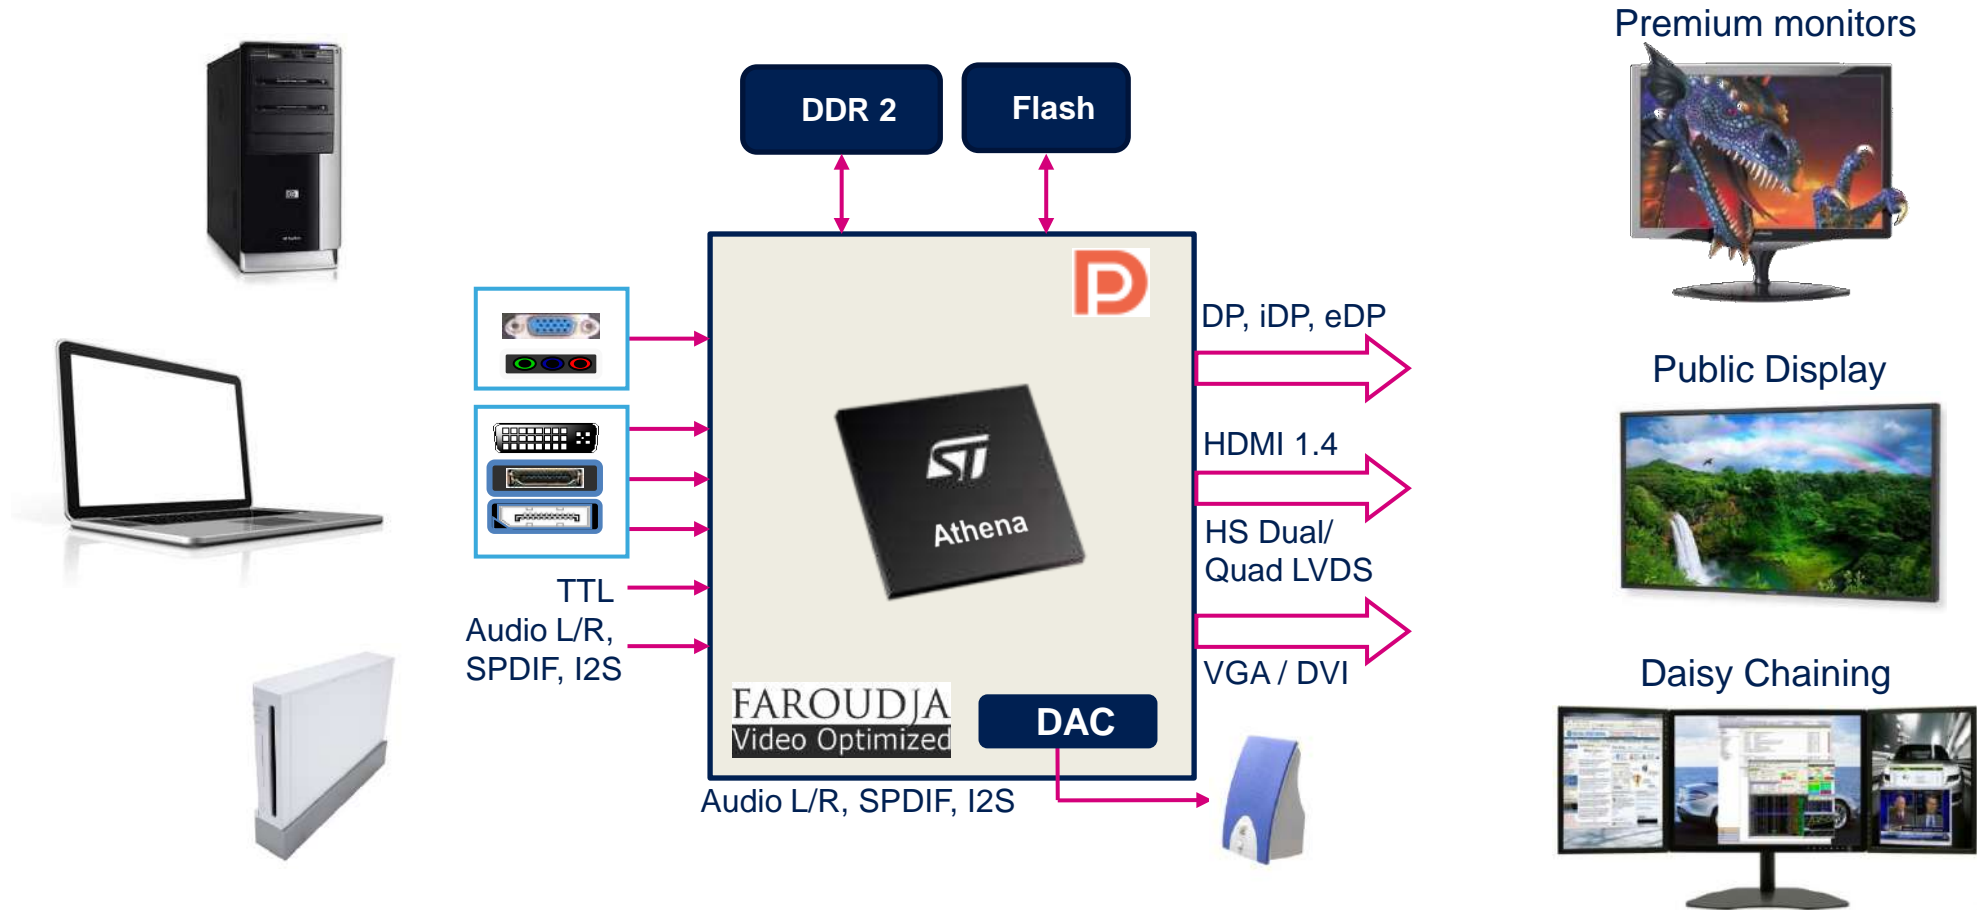 Premium monitors
DDR 2
Flash
DP, iDP, eDP
Public Display
HDMI 1.4
ST
Athena
HS Dual/
Quad LVDS
TTL
Audio L/R,
SPDIF, I2S
VGA / DVI
Daisy Chaining
FAROUDJA
Video Optimized
DAC
Audio L/R, SPDIF, I2S